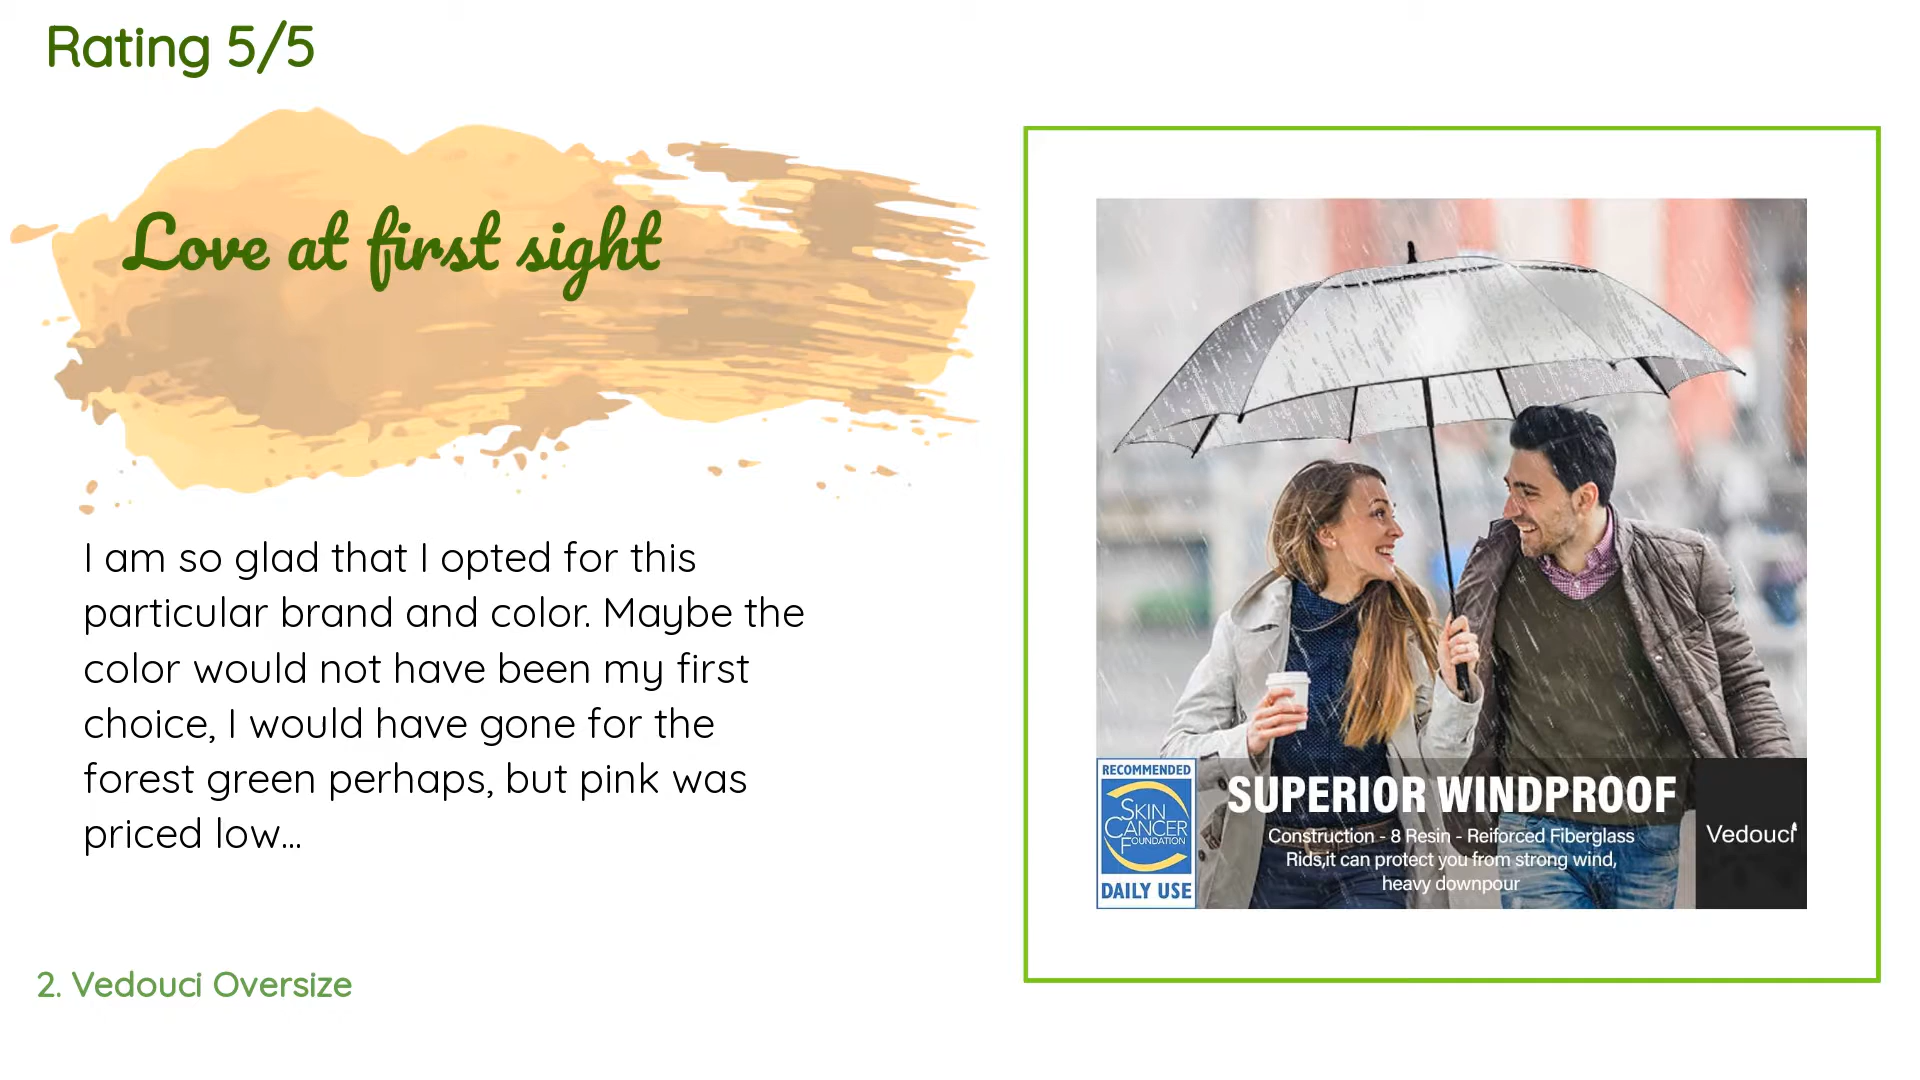 Rating 5/5
Love at first sight
I am so glad that I opted for this
particular brand and color. Maybe the
color would not have been my first
choice, I would have gone for the
forest green perhaps, but pink was
priced low...
2. Vedouci Oversize
RECOMMENDED
SKIN
CANCER
FOUNDATION
DAILY USE
SUPERIOR WINDPROOF
Construction - 8 Resin - Reiforced Fiberglass
Rids,it can protect you from strong wind,
heavy downpour
Vedouci